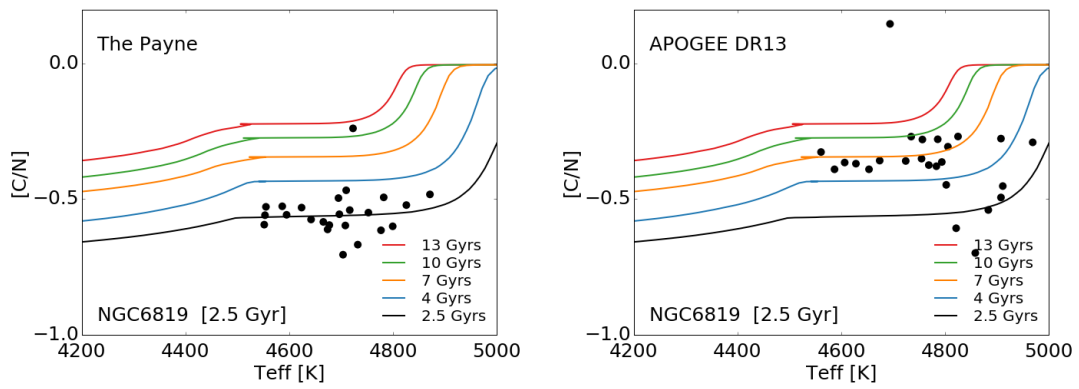 The Payne
0.0
−0.5
−1.0
[C/N]
13 Gyrs
10 Gyrs
7 Gyrs
4 Gyrs
2.5 Gyrs
NGC6819 [2.5 Gyr]
4200 4400 4600 4800 5000
Teff [K]
APOGEE DR13
0.0
−0.5
−1.0
[C/N]
13 Gyrs
10 Gyrs
7 Gyrs
4 Gyrs
2.5 Gyrs
NGC6819 [2.5 Gyr]
4200 4400 4600 4800 5000
Teff [K]